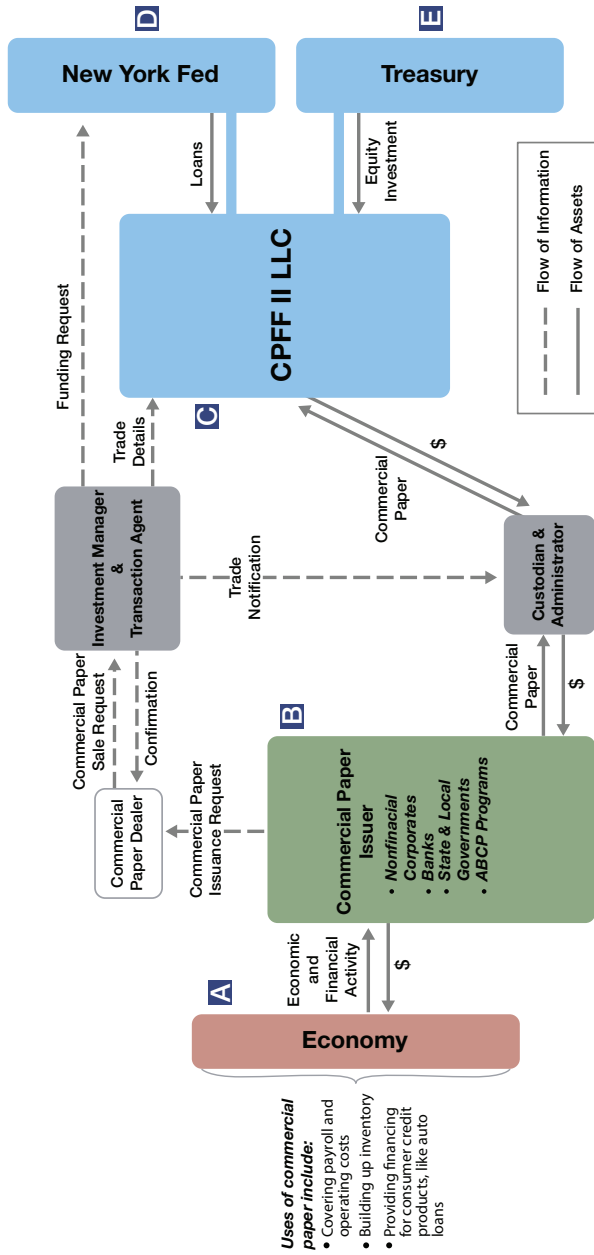 Uses of commercial
paper include:
• Covering payroll and
operating costs
• Building up inventory
• Providing financing
for consumer credit
products, like auto
loans
A
Economy
Economic
and
Financial
Activity
$
B
Commercial Paper
Issuer
• Nonfinacial
Corporates
• Banks
• State & Local
Governments
• ABCP Programs
Commercial Paper
Issuance Request
Commercial
Paper Dealer
Commercial Paper
Sale Request
Confirmation
Investment Manager
&
Transaction Agent
Funding Request
Trade
Details
Trade
Notification
Commercial
Paper
$
Custodian &
Administrator
Commercial
Paper
$
C
CPFF II LLC
Loans
Equity
Investment
D
New York Fed
E
Treasury
Flow of Information
Flow of Assets